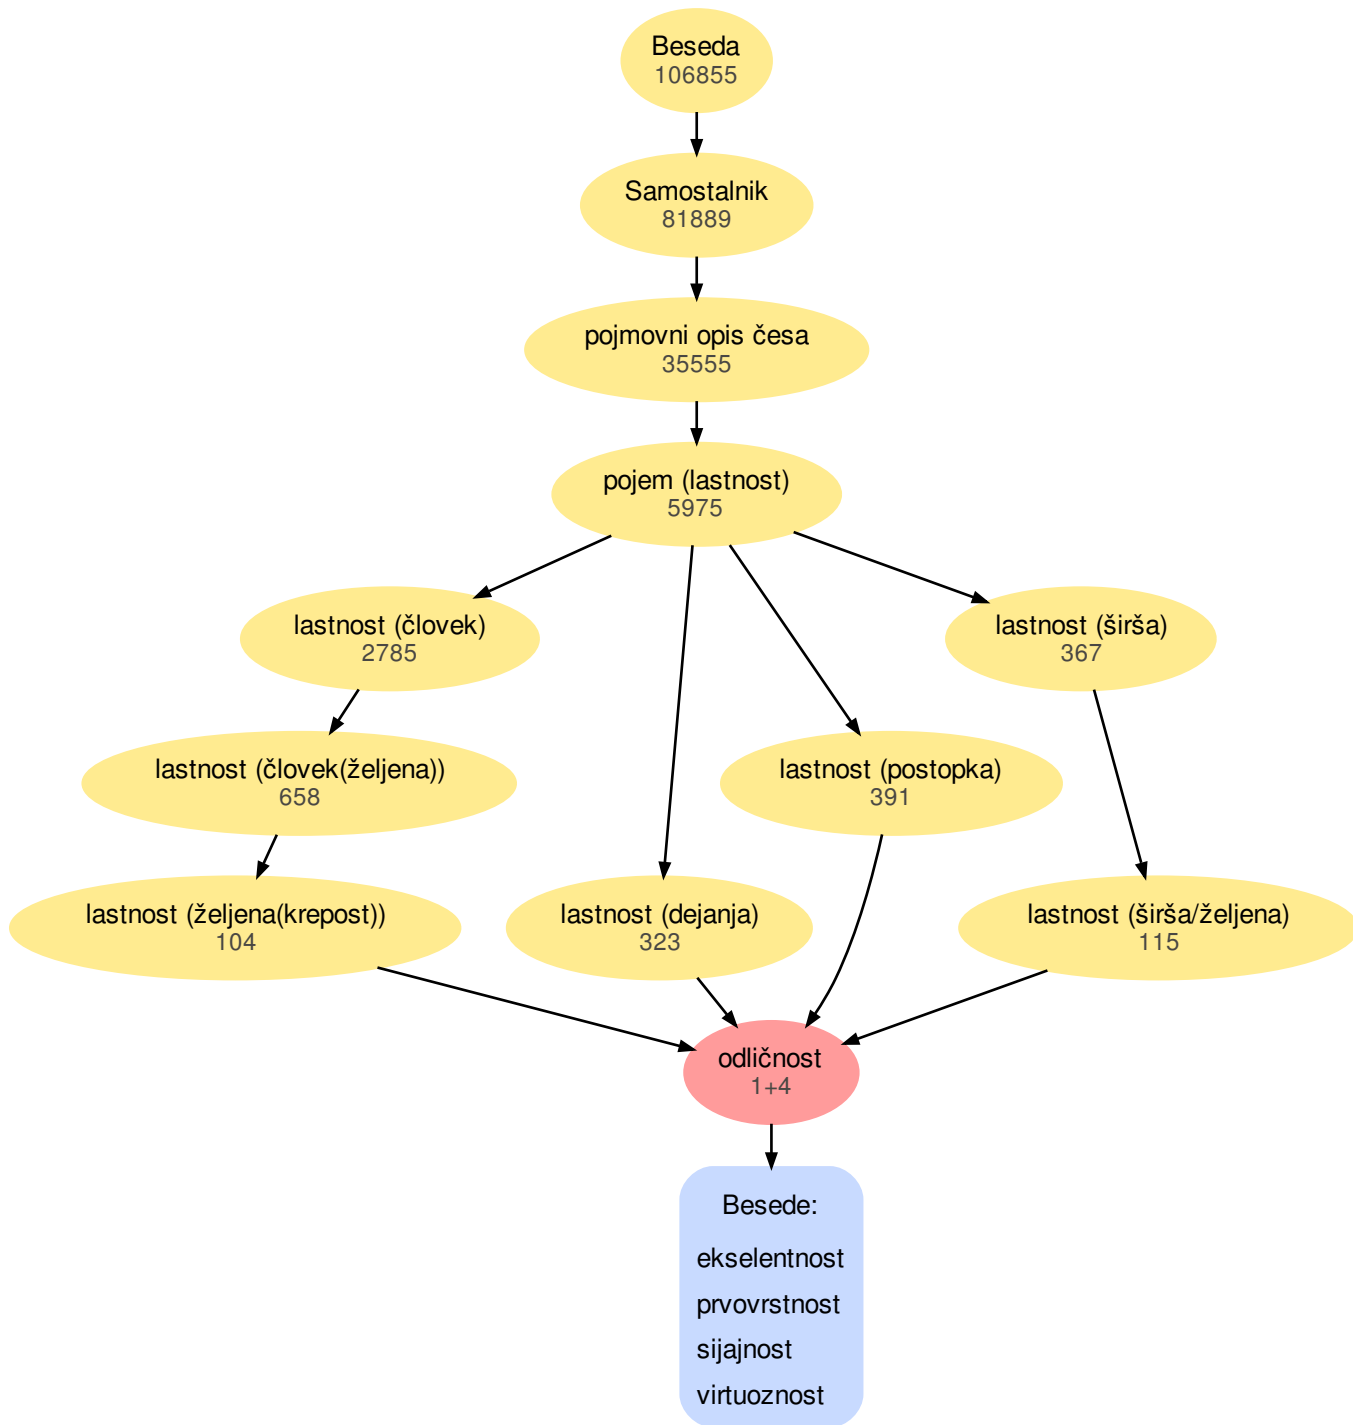 Beseda
106855
Samostalnik
81889
pojmovni opis česa
35555
pojem (lastnost)
5975
lastnost (človek)
2785
lastnost (širša)
367
lastnost (človek(željena))
658
lastnost (postopka)
391
lastnost (željena(krepost))
104
lastnost (dejanja)
323
lastnost (širša/željena)
115
odličnost
1+4
Besede:
ekselentnost
prvovrstnost
sijajnost
virtuoznost